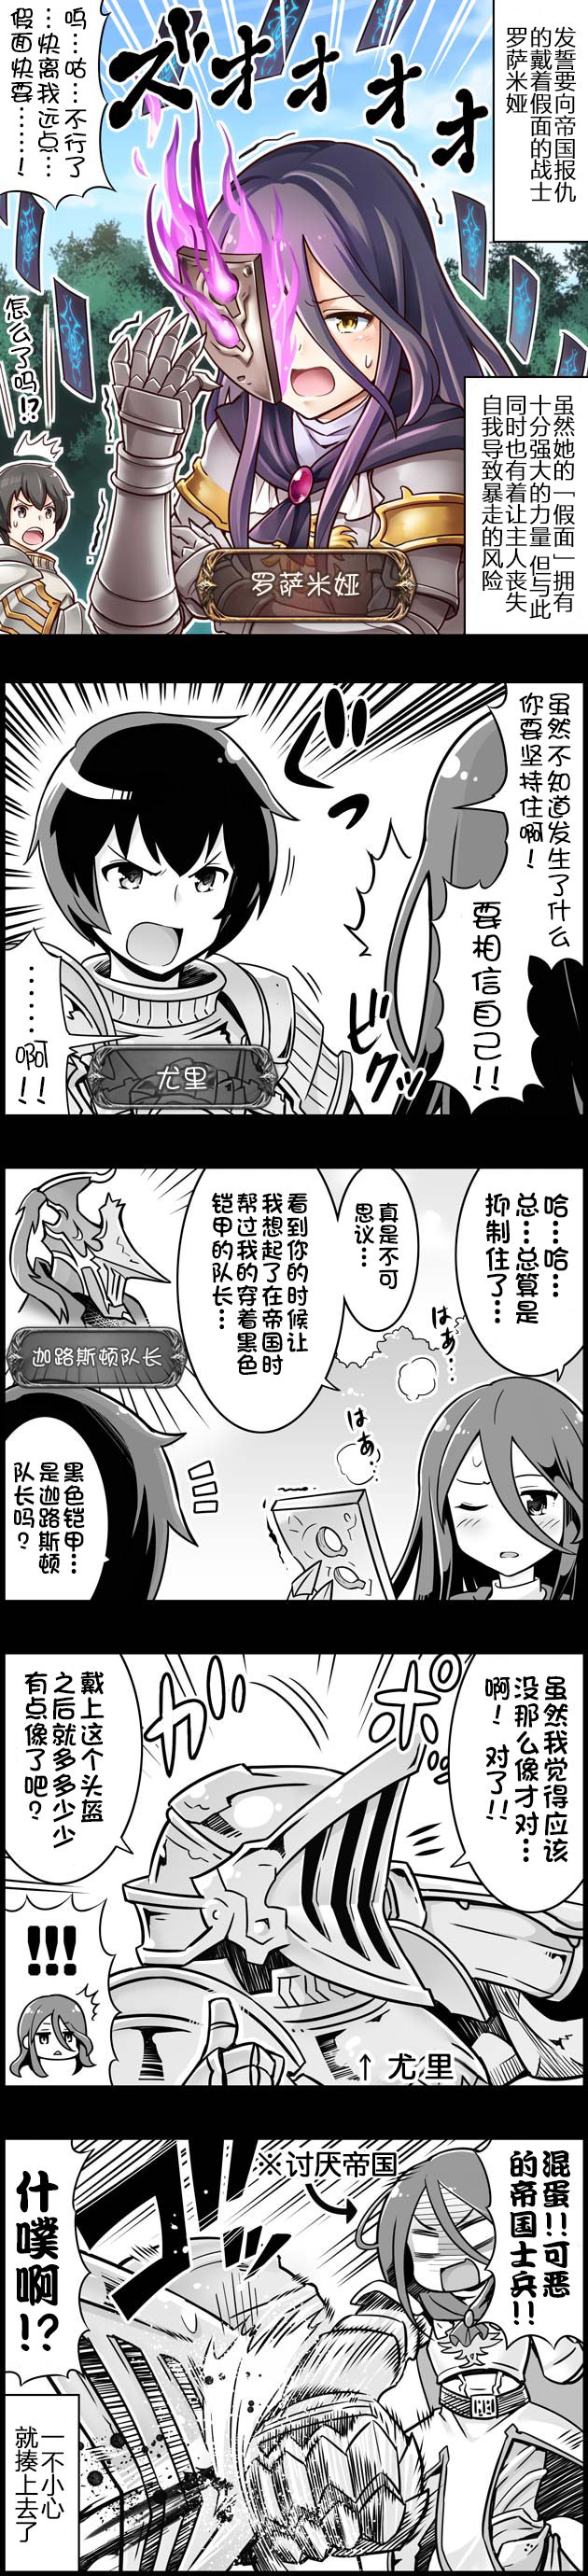 发誓要向帝国报仇
的戴着假面的战士
罗萨米娅
ズオオオオ
呜…咕…不行了
…快离我远点…
假面快要……！
怎么了吗!?
虽然她的「假面」拥有
十分强大的力量 但与此
同时也有着让主人丧失
自我导致暴走的风险
罗萨米娅
虽然不知道发生了什么
你要坚持住啊！
要相信自己!!
……啊!!
ビクッ
尤里
哈…哈…
总…总算是
抑制住了…
真是不可
思议…
看到你的时候让
我想起了在帝国时
帮过我的穿着黑色
铠甲的队长…
はぁ…
はぁ…
迦路斯顿队长
黑色铠甲…
是迦路斯顿
队长吗？
虽然我觉得应该
没那么像才对…
啊！对了!!
ガポッ
戴上这个头盔
之后就多多少少
有点像了吧？
!!!
↑尤里
混蛋!!可恶
的帝国士兵!!
※讨厌帝国
什噗啊!?
一不小心
就揍上去了